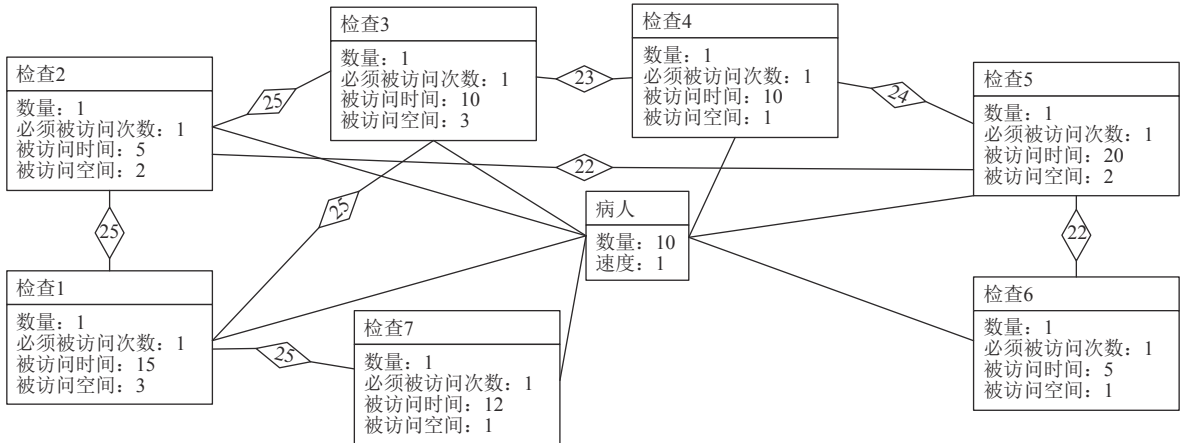 检查3
数量：1
必须被访问次数：1
被访问时间：10
被访问空间：3
检查4
数量：1
必须被访问次数：1
被访问时间：10
被访问空间：1
检查2
数量：1
必须被访问次数：1
被访问时间：5
被访问空间：2
检查5
数量：1
必须被访问次数：1
被访问时间：20
被访问空间：2
25
23
24
22
25
25
22
病人
数量：10
速度：1
检查1
数量：1
必须被访问次数：1
被访问时间：15
被访问空间：3
25
检查7
数量：1
必须被访问次数：1
被访问时间：12
被访问空间：1
检查6
数量：1
必须被访问次数：1
被访问时间：5
被访问空间：1